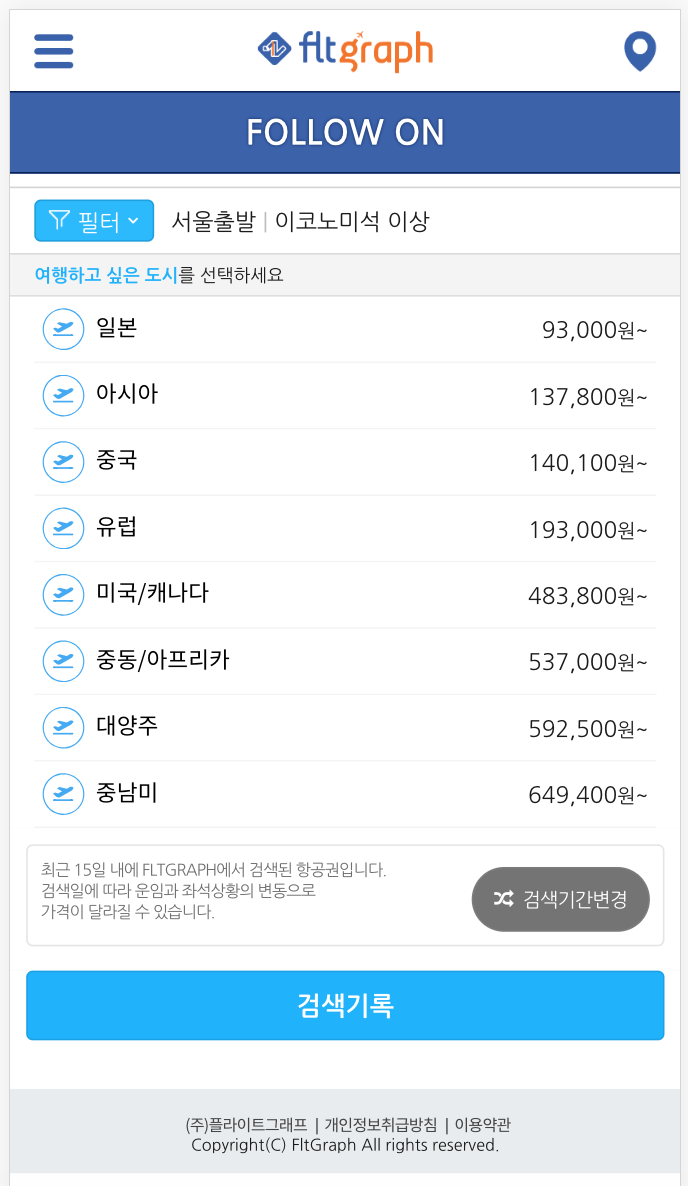 fltgraph
FOLLOW ON
필터 서울출발 | 이코노미석 이상
여행하고 싶은 도시를 선택하세요
일본 93,000원~
아시아 137,800원~
중국 140,100원~
유럽 193,000원~
미국/캐나다 483,800원~
중동/아프리카 537,000원~
대양주 592,500원~
중남미 649,400원~
최근 15일 내에 FLTGRAPH에서 검색된 항공권입니다.
검색일에 따라 운임과 좌석상황의 변동으로
가격이 달라질 수 있습니다.
검색기간변경
검색기록
(주)플라이트그래프 | 개인정보취급방침 | 이용약관
Copyright(C) FltGraph All rights reserved.